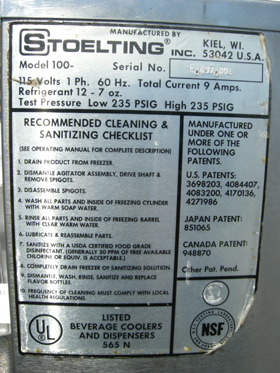 MANUFACTURED BY
STOELTING INC.
KIEL, WI.
53042 U.S.A.
Model 100-
Serial No.
115 Volts 1 Ph. 60 Hz. Total Current 9 Amps.
Refrigerant 12 - 7 oz.
Test Pressure Low 235 PSIG High 235 PSIG
RECOMMENDED CLEANING &
SANITIZING CHECKLIST
(SEE OPERATING MANUAL FOR COMPLETE DESCRIPTION)
1. DRAIN PRODUCT FROM FREEZER.
2. DISMANTLE AGITATOR ASSEMBLY, DRIVE SHAFT &
REMOVE SPIGOTS.
3. DISASSEMBLE SPIGOTS.
4. WASH ALL PARTS AND INSIDE OF FREEZING CYLINDER
WITH WARM SOAP WATER.
5. RINSE ALL PARTS AND INSIDE OF FREEZING BARREL
WITH CLEAR WARM WATER.
6. LUBRICATE & REASSEMBLE PARTS.
7. SANITIZE WITH A USDA CERTIFIED FOOD GRADE
DISINFECTANT. (GENERALLY 50 PPM OF FREE AVAILABLE
CHLORINE OR EQUIV. IS ACCEPTABLE.)
8. COMPLETELY DRAIN FREEZER OF SANITIZING SOLUTION.
9. DISMANTLE, WASH, RINSE, SANITIZE AND REPLACE
FLAVOR BOTTLES.
10. FREQUENCY OF CLEANING MUST COMPLY WITH LOCAL
HEALTH REGULATIONS.
MANUFACTURED
UNDER ONE OR
MORE OF THE
FOLLOWING
PATENTS.
U.S. PATENTS:
3698203, 4084407,
4083200, 4170136,
4271986
JAPAN PATENT:
851065
CANADA PATENT:
948870
Other Pat. Pend.
UL
LISTED
BEVERAGE COOLERS
AND DISPENSERS
565 N
NSF